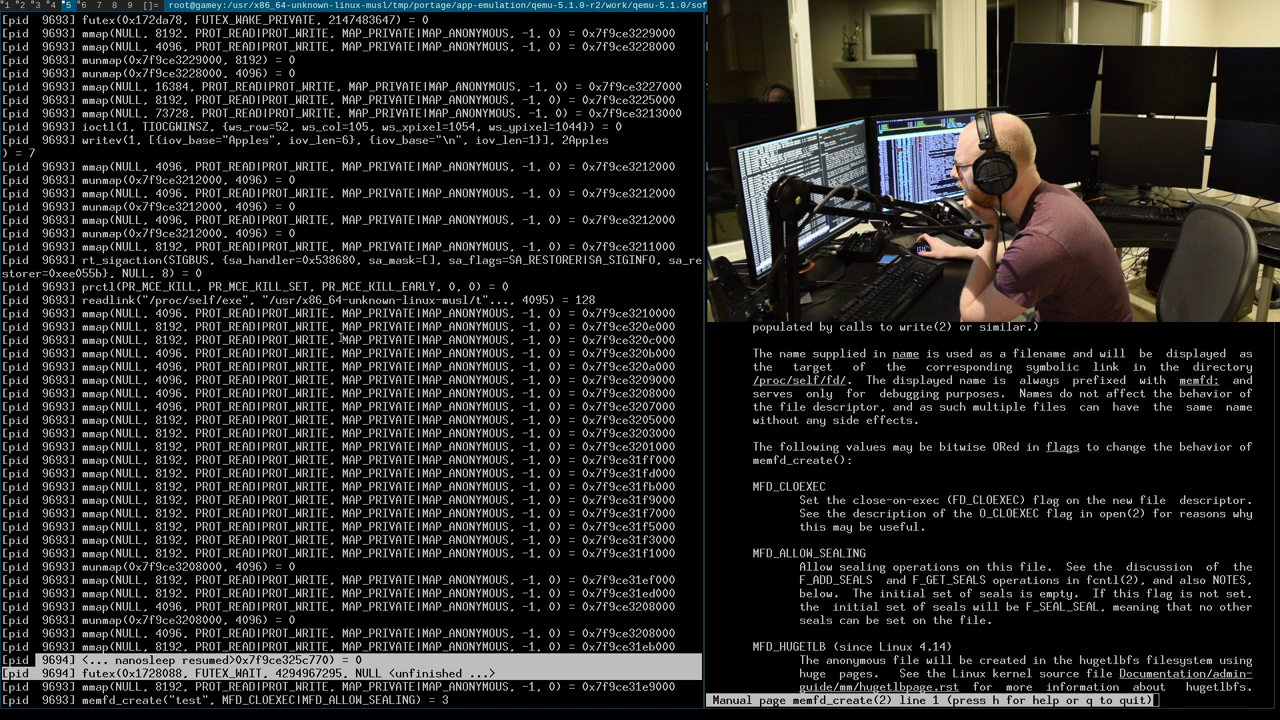 *1 *2 *3 *4 *5 *6 7 8 9 []= root@gamey:/usr/x86_64-unknown-linux-musl/tmp/portage/app-emulation/qemu-5.1.0-r2/work/qemu-5.1.0/sof
[pid 9693] futex(0x172da78, FUTEX_WAKE_PRIVATE, 2147483647) = 0
[pid 9693] mmap(NULL, 8192, PROT_READ|PROT_WRITE, MAP_PRIVATE|MAP_ANONYMOUS, -1, 0) = 0x7f9ce3229000
[pid 9693] mmap(NULL, 4096, PROT_READ|PROT_WRITE, MAP_PRIVATE|MAP_ANONYMOUS, -1, 0) = 0x7f9ce3228000
[pid 9693] munmap(0x7f9ce3229000, 8192) = 0
[pid 9693] munmap(0x7f9ce3228000, 4096) = 0
[pid 9693] mmap(NULL, 16384, PROT_READ|PROT_WRITE, MAP_PRIVATE|MAP_ANONYMOUS, -1, 0) = 0x7f9ce3227000
[pid 9693] mmap(NULL, 8192, PROT_READ|PROT_WRITE, MAP_PRIVATE|MAP_ANONYMOUS, -1, 0) = 0x7f9ce3225000
[pid 9693] mmap(NULL, 73728, PROT_READ|PROT_WRITE, MAP_PRIVATE|MAP_ANONYMOUS, -1, 0) = 0x7f9ce3213000
[pid 9693] ioctl(1, TIOCGWINSZ, {ws_row=52, ws_col=105, ws_xpixel=1054, ws_ypixel=1044}) = 0
[pid 9693] writev(1, [{iov_base="Apples", iov_len=6}, {iov_base="\n", iov_len=1}], 2Apples
) = 7
[pid 9693] mmap(NULL, 4096, PROT_READ|PROT_WRITE, MAP_PRIVATE|MAP_ANONYMOUS, -1, 0) = 0x7f9ce3212000
[pid 9693] munmap(0x7f9ce3212000, 4096) = 0
[pid 9693] mmap(NULL, 4096, PROT_READ|PROT_WRITE, MAP_PRIVATE|MAP_ANONYMOUS, -1, 0) = 0x7f9ce3212000
[pid 9693] munmap(0x7f9ce3212000, 4096) = 0
[pid 9693] mmap(NULL, 4096, PROT_READ|PROT_WRITE, MAP_PRIVATE|MAP_ANONYMOUS, -1, 0) = 0x7f9ce3212000
[pid 9693] munmap(0x7f9ce3212000, 4096) = 0
[pid 9693] mmap(NULL, 8192, PROT_READ|PROT_WRITE, MAP_PRIVATE|MAP_ANONYMOUS, -1, 0) = 0x7f9ce3211000
[pid 9693] rt_sigaction(SIGBUS, {sa_handler=0x538680, sa_mask=[], sa_flags=SA_RESTORER|SA_SIGINFO, sa_re
storer=0xee055b}, NULL, 8) = 0
[pid 9693] prctl(PR_MCE_KILL, PR_MCE_KILL_SET, PR_MCE_KILL_EARLY, 0, 0) = 0
[pid 9693] readlink("/proc/self/exe", "/usr/x86_64-unknown-linux-musl/t"..., 4095) = 128
[pid 9693] mmap(NULL, 4096, PROT_READ|PROT_WRITE, MAP_PRIVATE|MAP_ANONYMOUS, -1, 0) = 0x7f9ce3210000
[pid 9693] mmap(NULL, 8192, PROT_READ|PROT_WRITE, MAP_PRIVATE|MAP_ANONYMOUS, -1, 0) = 0x7f9ce320e000
[pid 9693] mmap(NULL, 8192, PROT_READ|PROT_WRITE, MAP_PRIVATE|MAP_ANONYMOUS, -1, 0) = 0x7f9ce320c000
[pid 9693] mmap(NULL, 4096, PROT_READ|PROT_WRITE, MAP_PRIVATE|MAP_ANONYMOUS, -1, 0) = 0x7f9ce320b000
[pid 9693] mmap(NULL, 4096, PROT_READ|PROT_WRITE, MAP_PRIVATE|MAP_ANONYMOUS, -1, 0) = 0x7f9ce320a000
[pid 9693] mmap(NULL, 4096, PROT_READ|PROT_WRITE, MAP_PRIVATE|MAP_ANONYMOUS, -1, 0) = 0x7f9ce3209000
[pid 9693] mmap(NULL, 4096, PROT_READ|PROT_WRITE, MAP_PRIVATE|MAP_ANONYMOUS, -1, 0) = 0x7f9ce3208000
[pid 9693] mmap(NULL, 4096, PROT_READ|PROT_WRITE, MAP_PRIVATE|MAP_ANONYMOUS, -1, 0) = 0x7f9ce3207000
[pid 9693] mmap(NULL, 8192, PROT_READ|PROT_WRITE, MAP_PRIVATE|MAP_ANONYMOUS, -1, 0) = 0x7f9ce3205000
[pid 9693] mmap(NULL, 8192, PROT_READ|PROT_WRITE, MAP_PRIVATE|MAP_ANONYMOUS, -1, 0) = 0x7f9ce3203000
[pid 9693] mmap(NULL, 8192, PROT_READ|PROT_WRITE, MAP_PRIVATE|MAP_ANONYMOUS, -1, 0) = 0x7f9ce3201000
[pid 9693] mmap(NULL, 8192, PROT_READ|PROT_WRITE, MAP_PRIVATE|MAP_ANONYMOUS, -1, 0) = 0x7f9ce31ff000
[pid 9693] mmap(NULL, 8192, PROT_READ|PROT_WRITE, MAP_PRIVATE|MAP_ANONYMOUS, -1, 0) = 0x7f9ce31fd000
[pid 9693] mmap(NULL, 8192, PROT_READ|PROT_WRITE, MAP_PRIVATE|MAP_ANONYMOUS, -1, 0) = 0x7f9ce31fb000
[pid 9693] mmap(NULL, 8192, PROT_READ|PROT_WRITE, MAP_PRIVATE|MAP_ANONYMOUS, -1, 0) = 0x7f9ce31f9000
[pid 9693] mmap(NULL, 8192, PROT_READ|PROT_WRITE, MAP_PRIVATE|MAP_ANONYMOUS, -1, 0) = 0x7f9ce31f7000
[pid 9693] mmap(NULL, 8192, PROT_READ|PROT_WRITE, MAP_PRIVATE|MAP_ANONYMOUS, -1, 0) = 0x7f9ce31f5000
[pid 9693] mmap(NULL, 8192, PROT_READ|PROT_WRITE, MAP_PRIVATE|MAP_ANONYMOUS, -1, 0) = 0x7f9ce31f3000
[pid 9693] mmap(NULL, 8192, PROT_READ|PROT_WRITE, MAP_PRIVATE|MAP_ANONYMOUS, -1, 0) = 0x7f9ce31f1000
[pid 9693] munmap(0x7f9ce3208000, 4096) = 0
[pid 9693] mmap(NULL, 8192, PROT_READ|PROT_WRITE, MAP_PRIVATE|MAP_ANONYMOUS, -1, 0) = 0x7f9ce31ef000
[pid 9693] mmap(NULL, 8192, PROT_READ|PROT_WRITE, MAP_PRIVATE|MAP_ANONYMOUS, -1, 0) = 0x7f9ce31ed000
[pid 9693] mmap(NULL, 4096, PROT_READ|PROT_WRITE, MAP_PRIVATE|MAP_ANONYMOUS, -1, 0) = 0x7f9ce3208000
[pid 9693] munmap(0x7f9ce3208000, 4096) = 0
[pid 9693] mmap(NULL, 4096, PROT_READ|PROT_WRITE, MAP_PRIVATE|MAP_ANONYMOUS, -1, 0) = 0x7f9ce3208000
[pid 9693] mmap(NULL, 8192, PROT_READ|PROT_WRITE, MAP_PRIVATE|MAP_ANONYMOUS, -1, 0) = 0x7f9ce31eb000
[pid 9694] <... nanosleep resumed>0x7f9ce325c770) = 0
[pid 9694] futex(0x1728088, FUTEX_WAIT, 4294967295, NULL <unfinished ...>
[pid 9693] mmap(NULL, 8192, PROT_READ|PROT_WRITE, MAP_PRIVATE|MAP_ANONYMOUS, -1, 0) = 0x7f9ce31e9000
[pid 9693] memfd_create("test", MFD_CLOEXEC|MFD_ALLOW_SEALING) = 3
populated by calls to write(2) or similar.)
The name supplied in name is used as a filename and will be displayed as
the target of the corresponding symbolic link in the directory
/proc/self/fd/. The displayed name is always prefixed with memfd: and
serves only for debugging purposes. Names do not affect the behavior of
the file descriptor, and as such multiple files can have the same name
without any side effects.
The following values may be bitwise ORed in flags to change the behavior of
memfd_create():
MFD_CLOEXEC
Set the close-on-exec (FD_CLOEXEC) flag on the new file descriptor.
See the description of the O_CLOEXEC flag in open(2) for reasons why
this may be useful.
MFD_ALLOW_SEALING
Allow sealing operations on this file. See the discussion of the
F_ADD_SEALS and F_GET_SEALS operations in fcntl(2), and also NOTES,
below. The initial set of seals is empty. If this flag is not set,
the initial set of seals will be F_SEAL_SEAL, meaning that no other
seals can be set on the file.
MFD_HUGETLB (since Linux 4.14)
The anonymous file will be created in the hugetlbfs filesystem using
huge pages. See the Linux kernel source file Documentation/admin-
guide/mm/hugetlbpage.rst for more information about hugetlbfs.
Manual page memfd_create(2) line 1 (press h for help or q to quit)